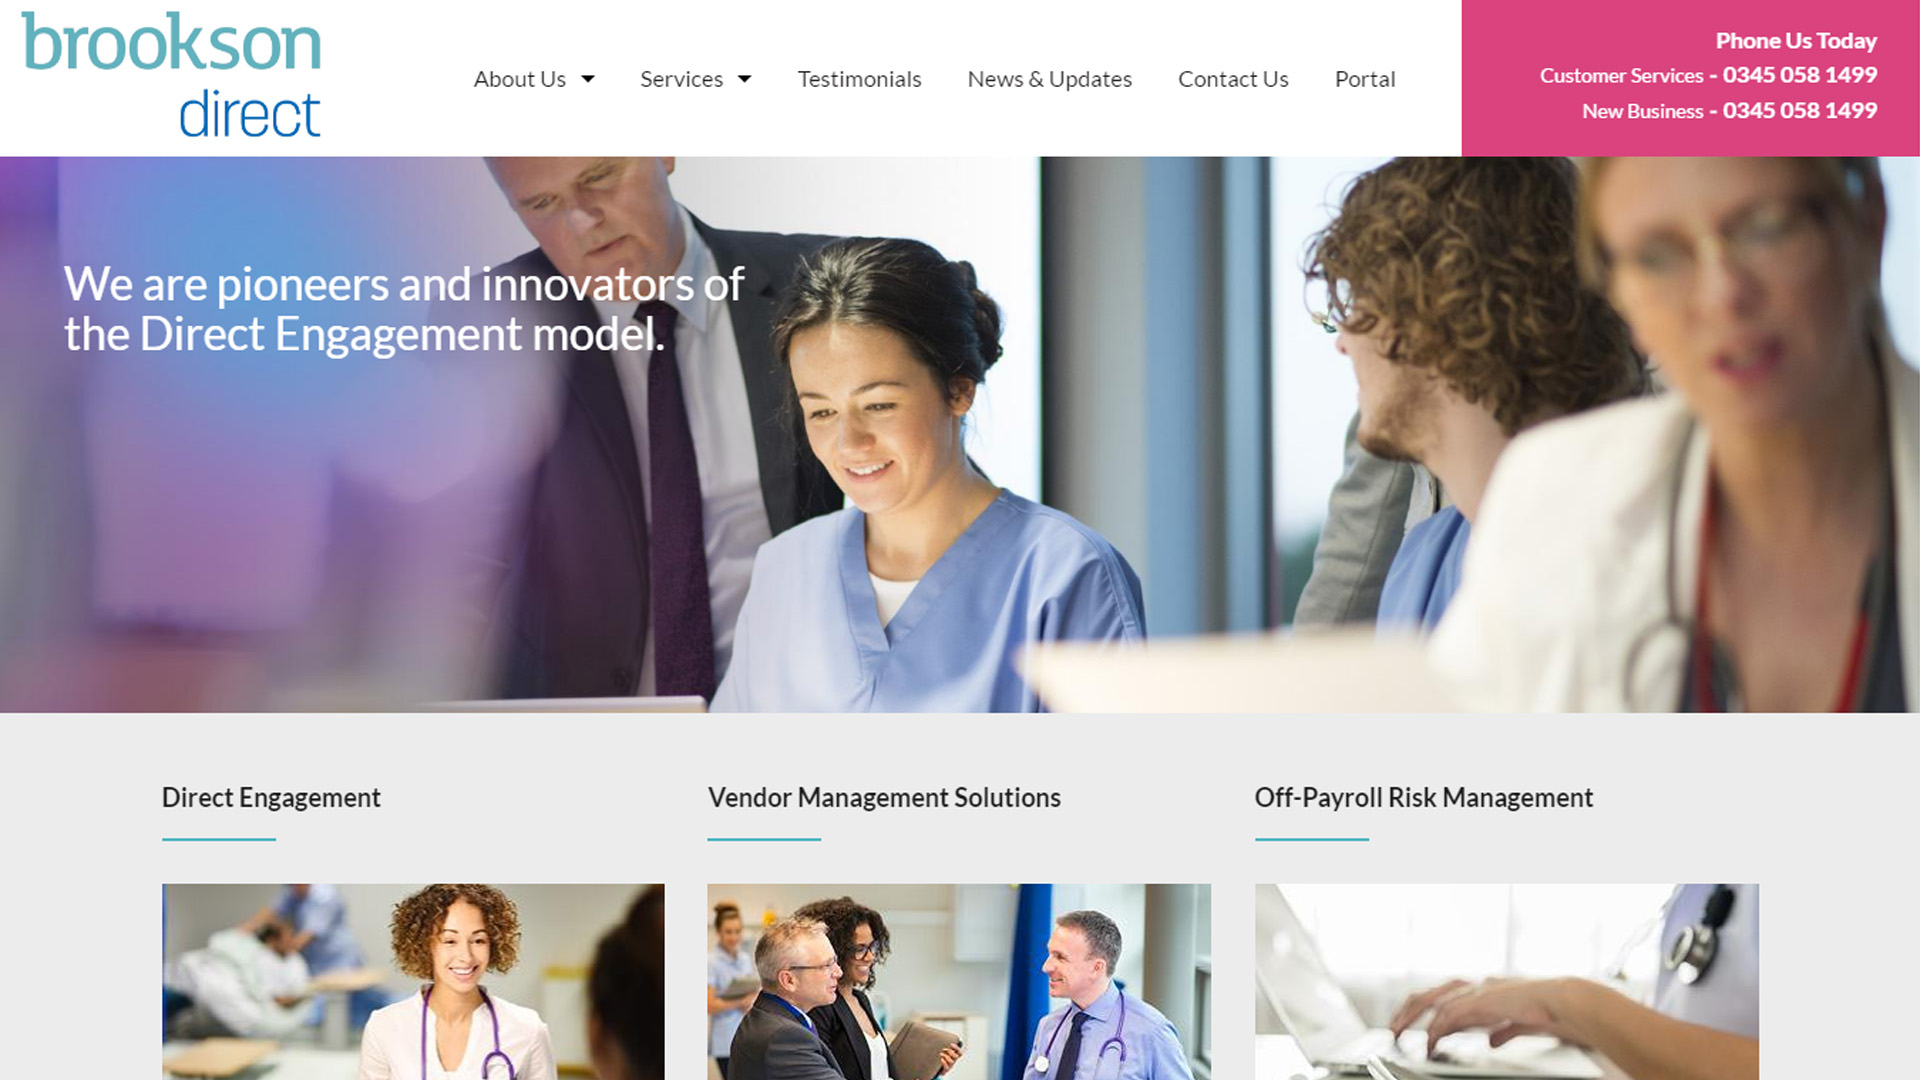 brookson
direct
About Us
Services
Testimonials
News & Updates
Contact Us
Portal
Phone Us Today
Customer Services - 0345 058 1499
New Business - 0345 058 1499
We are pioneers and innovators of
the Direct Engagement model.
Direct Engagement
Vendor Management Solutions
Off-Payroll Risk Management